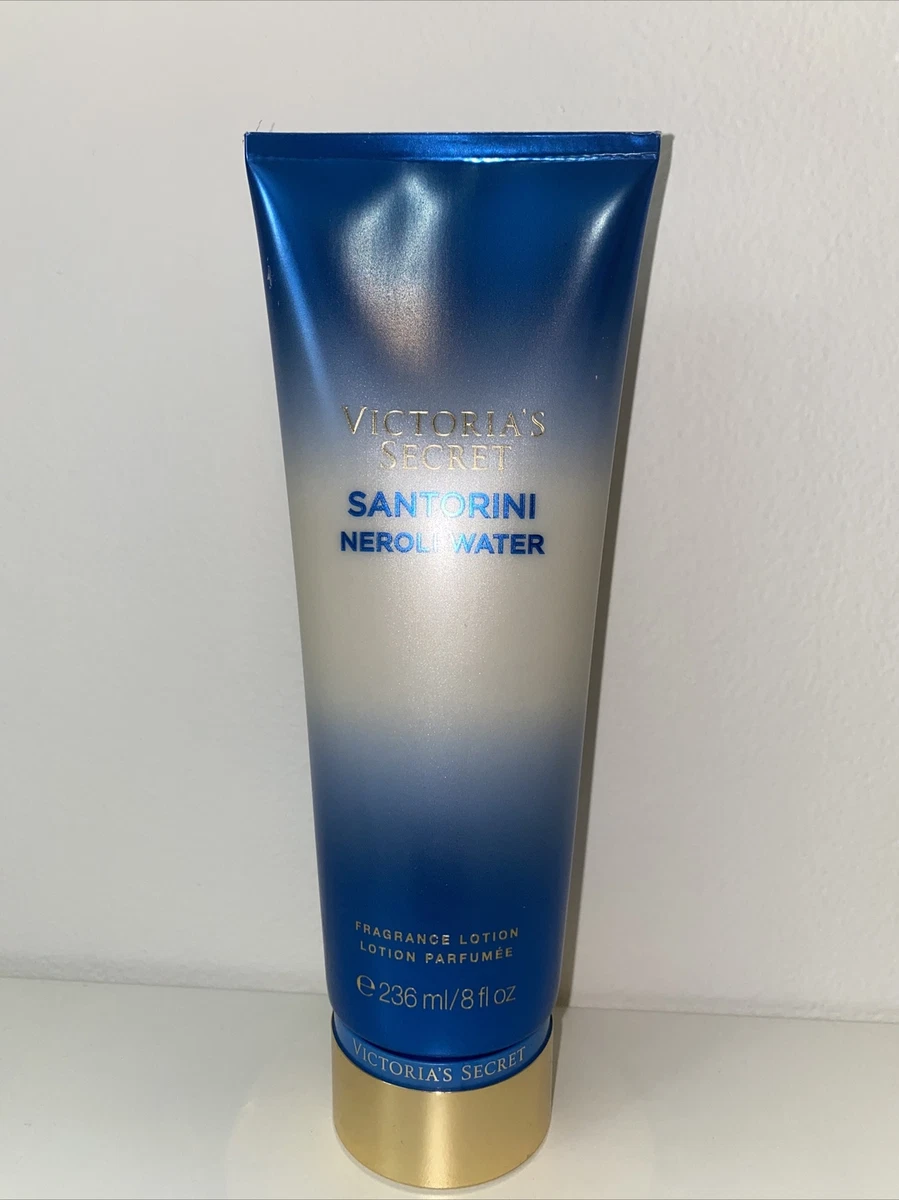 VICTORIA'S
SECRET
SANTORINI
NEROLI WATER
FRAGRANCE LOTION
LOTION PARFUMÉE
℮ 236 ml/8 fl oz
VICTORIA'S SECRET